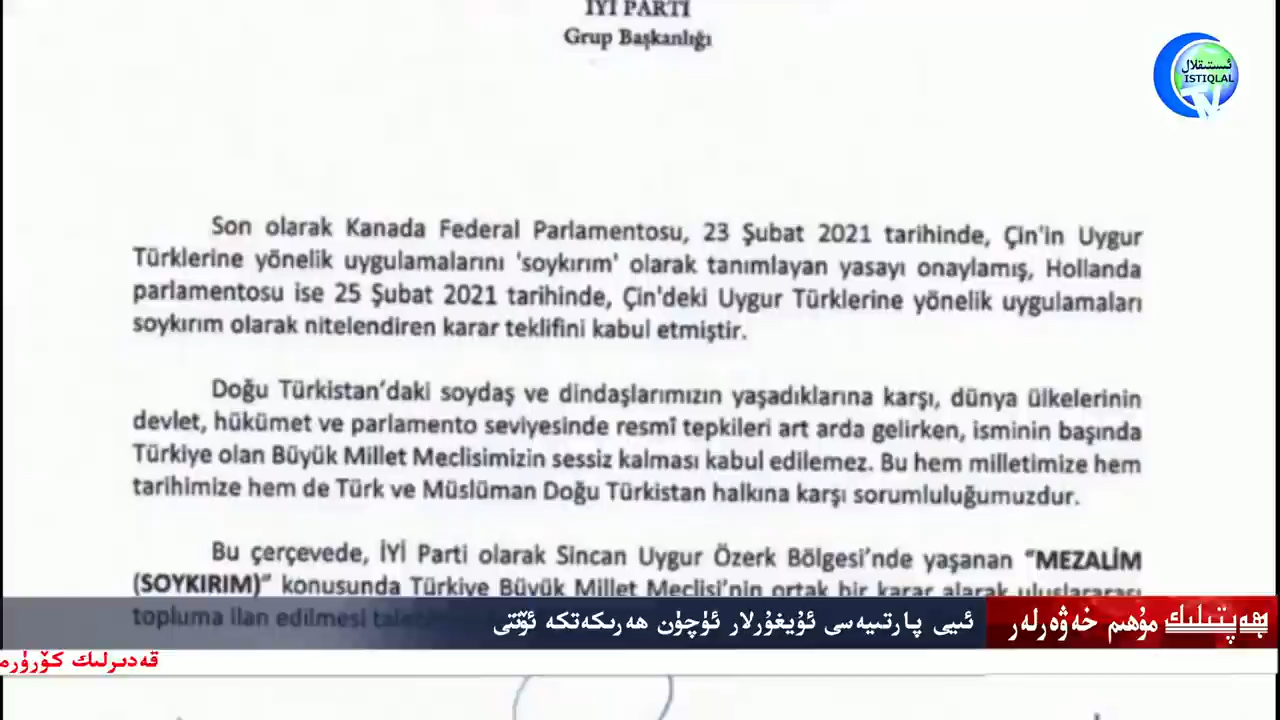 İYİ PARTİ
Grup Başkanlığı
ئىستىقلال
ISTIQLAL
TV
Son olarak Kanada Federal Parlamentosu, 23 Şubat 2021 tarihinde, Çin'in Uygur
Türklerine yönelik uygulamalarını 'soykırım' olarak tanımlayan yasayı onaylamış, Hollanda
parlamentosu ise 25 Şubat 2021 tarihinde, Çin'deki Uygur Türklerine yönelik uygulamaları
soykırım olarak nitelendiren karar teklifini kabul etmiştir.
Doğu Türkistan’daki soydaş ve dindaşlarımızın yaşadıklarına karşı, dünya ülkelerinin
devlet, hükümet ve parlamento seviyesinde resmî tepkileri art arda gelirken, isminin başında
Türkiye olan Büyük Millet Meclisimizin sessiz kalması kabul edilemez. Bu hem milletimize hem
tarihimize hem de Türk ve Müslüman Doğu Türkistan halkına karşı sorumluluğumuzdur.
Bu çerçevede, İYİ Parti olarak Sincan Uygur Özerk Bölgesi’nde yaşanan “MEZALİM
(SOYKIRIM)” konusunda Türkiye Büyük Millet Meclisi’nin ortak bir karar alarak uluslararası
topluma ilan edilmesi
ھەپتىلىك مۇھىم خەۋەرلەر
ئىيى پارتىيەسى ئۇيغۇرلار ئۈچۈن ھەرىكەتكە ئۆتتى
قەدىرلىك كۆرۈرم